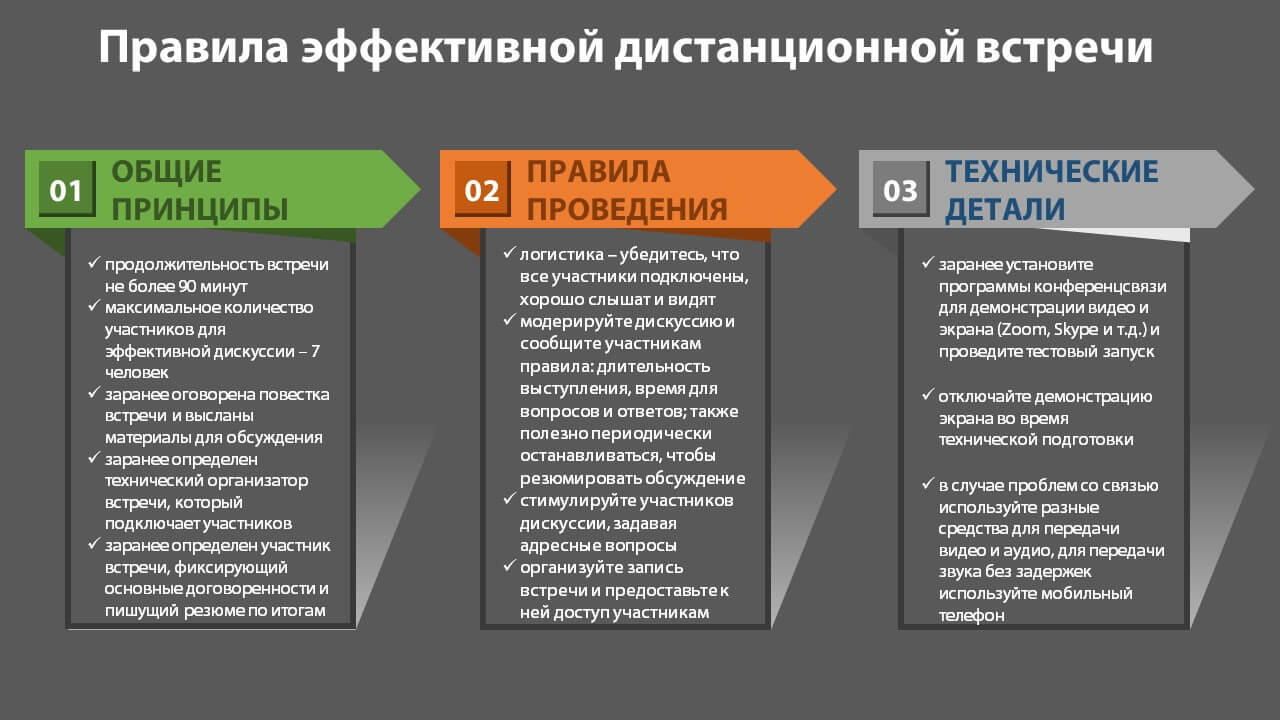 Правила эффективной дистанционной встречи
01
ОБЩИЕ
ПРИНЦИПЫ
✓ продолжительность встречи
не более 90 минут
✓ максимальное количество
участников для
эффективной дискуссии – 7
человек
✓ заранее оговорена повестка
встречи и высланы
материалы для обсуждения
✓ заранее определен
технический организатор
встречи, который
подключает участников
✓ заранее определен участник
встречи, фиксирующий
основные договоренности и
пишущий резюме по итогам
02
ПРАВИЛА
ПРОВЕДЕНИЯ
✓ логистика – убедитесь, что
все участники подключены,
хорошо слышат и видят
✓ модерируйте дискуссию и
сообщите участникам
правила: длительность
выступления, время для
вопросов и ответов; также
полезно периодически
останавливаться, чтобы
резюмировать обсуждение
✓ стимулируйте участников
дискуссии, задавая
адресные вопросы
✓ организуйте запись
встречи и предоставьте к
ней доступ участникам
03
ТЕХНИЧЕСКИЕ
ДЕТАЛИ
✓ заранее установите
программы конференцсвязи
для демонстрации видео и
экрана (Zoom, Skype и т.д.) и
проведите тестовый запуск
✓ отключайте демонстрацию
экрана во время
технической подготовки
✓ в случае проблем со связью
используйте разные
средства для передачи
видео и аудио, для передачи
звука без задержек
используйте мобильный
телефон